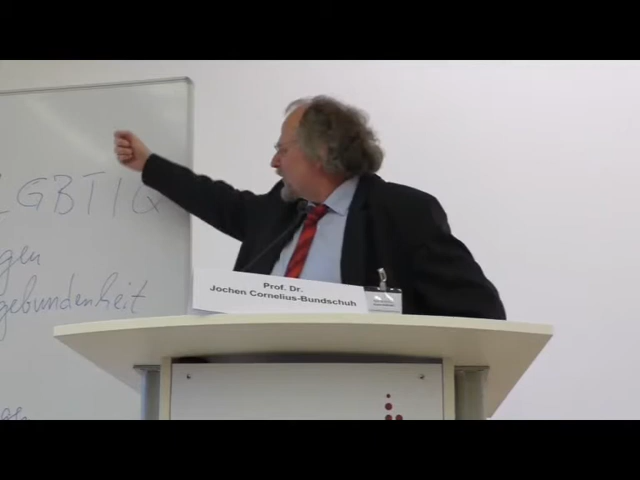 LGBTIQ
gen
gebundenheit
Prof. Dr.
Jochen Cornelius-Bundschuh